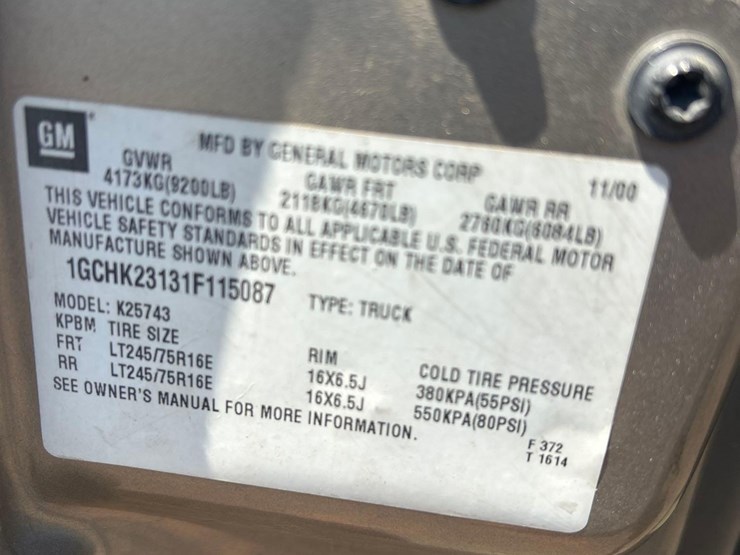 GM
MFD BY GENERAL MOTORS CORP 11/00
GVWR GAWR FRT GAWR RR
4173KG(9200LB) 2118KG(4670LB) 2760KG(6084LB)
THIS VEHICLE CONFORMS TO ALL APPLICABLE U.S. FEDERAL MOTOR
VEHICLE SAFETY STANDARDS IN EFFECT ON THE DATE OF
MANUFACTURE SHOWN ABOVE.
1GCHK23131F115087 TYPE: TRUCK
MODEL: K25743
KPBM TIRE SIZE RIM COLD TIRE PRESSURE
FRT LT245/75R16E 16X6.5J 380KPA(55PSI)
RR LT245/75R16E 16X6.5J 550KPA(80PSI)
SEE OWNER'S MANUAL FOR MORE INFORMATION.
F 372
T 1614